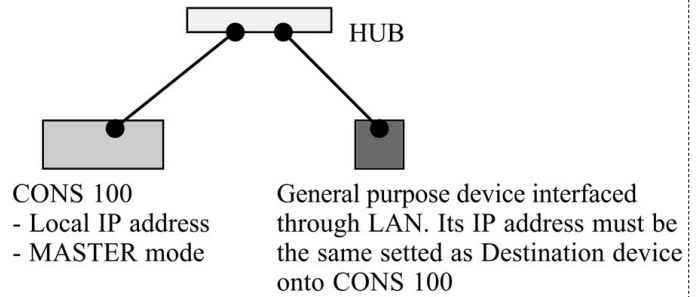 HUB
CONS 100
- Local IP address
- MASTER mode
General purpose device interfaced
through LAN. Its IP address must be
the same setted as Destination device
onto CONS 100